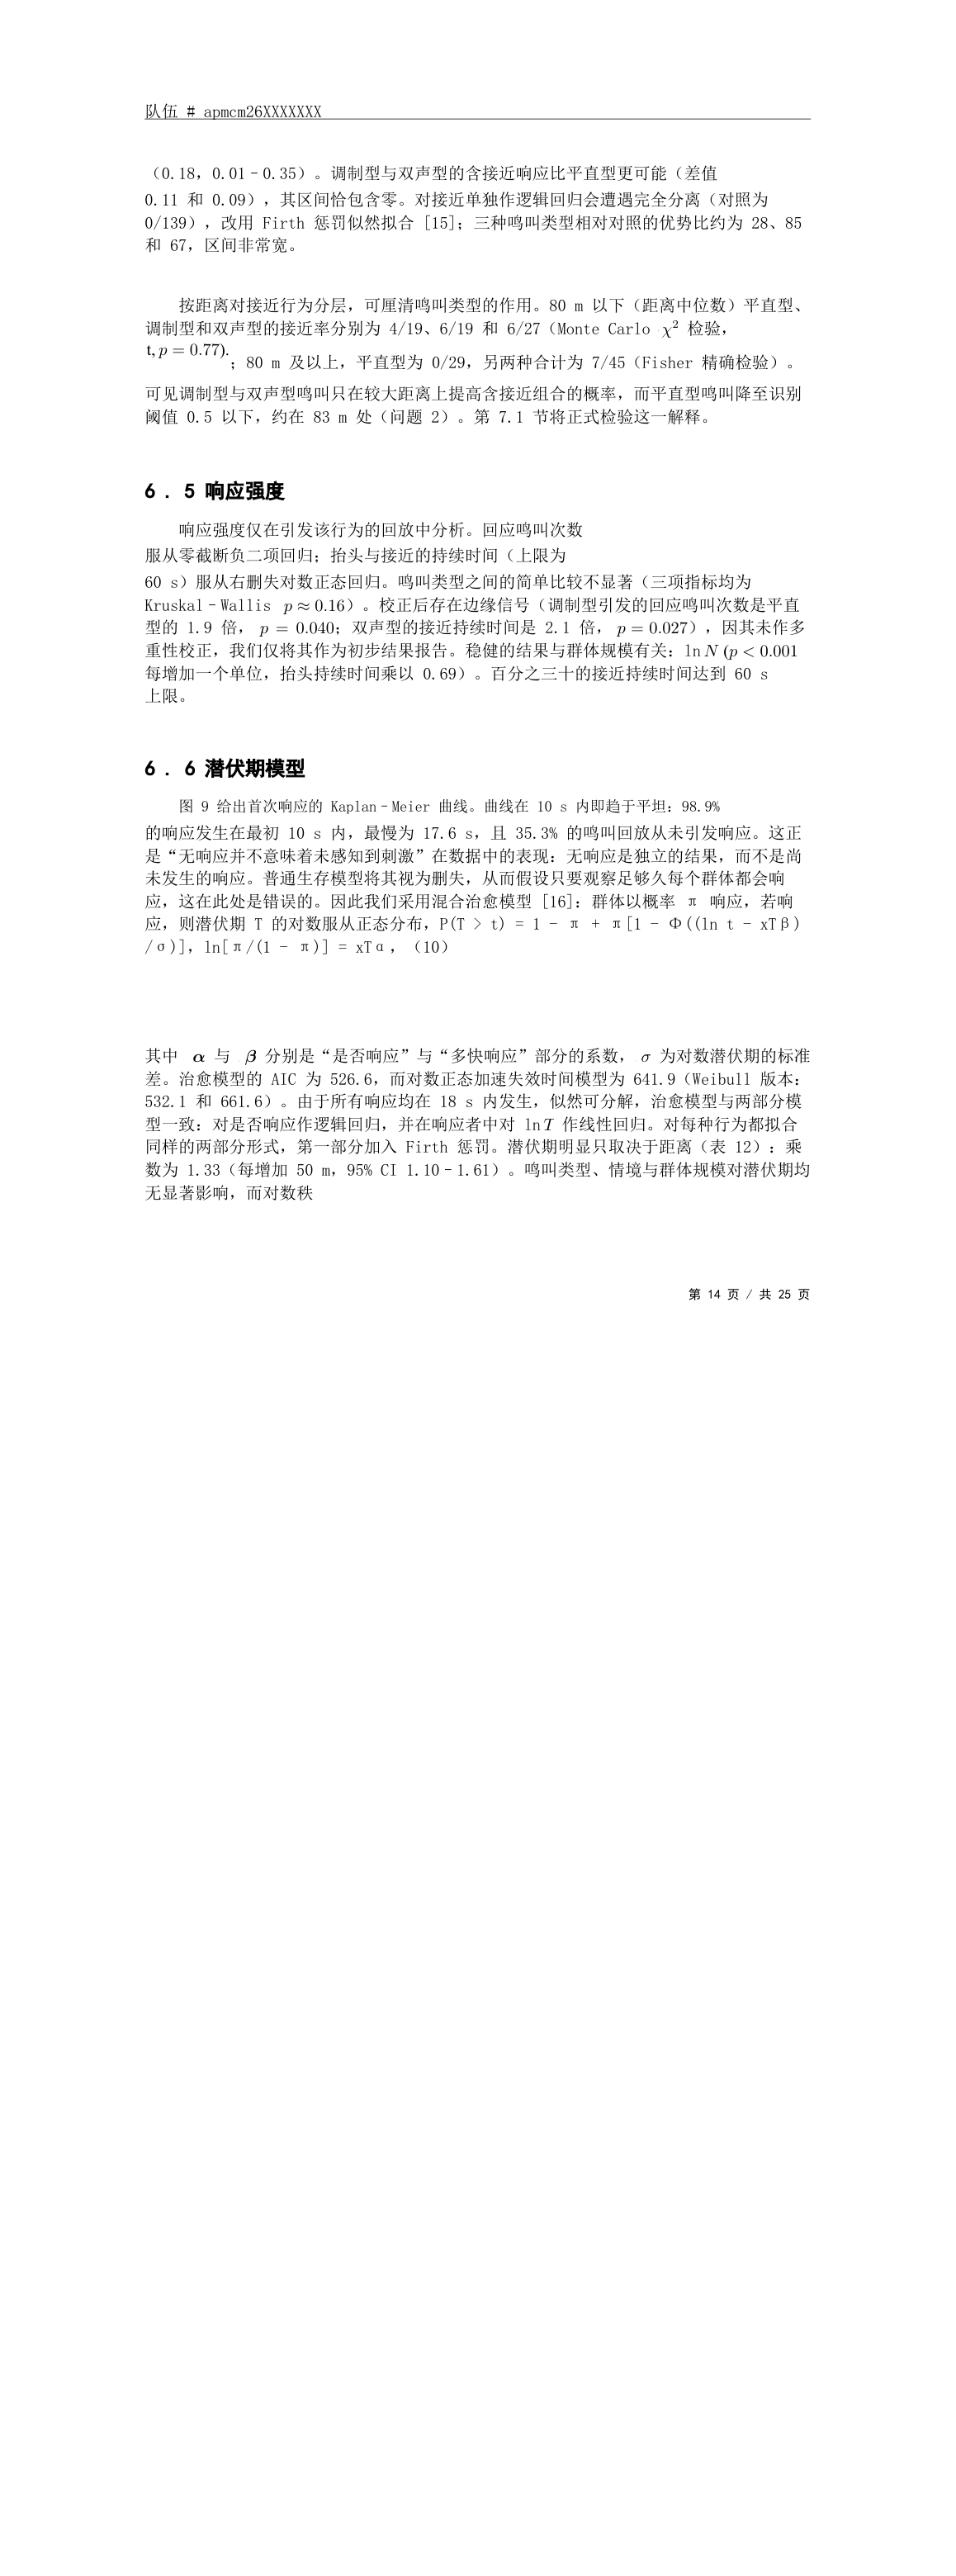 队伍 # apmcm26XXXXXXX
（0.18，0.01–0.35）。调制型与双声型的含接近响应比平直型更可能（差值
0.11 和 0.09），其区间恰包含零。对接近单独作逻辑回归会遭遇完全分离（对照为
0/139），改用 Firth 惩罚似然拟合 [15]；三种鸣叫类型相对对照的优势比约为 28、85
和 67，区间非常宽。
按距离对接近行为分层，可厘清鸣叫类型的作用。80 m 以下（距离中位数）平直型、
调制型和双声型的接近率分别为 4/19、6/19 和 6/27（Monte Carlo χ² 检验，
t, p = 0.77).；80 m 及以上，平直型为 0/29，另两种合计为 7/45（Fisher 精确检验）。
可见调制型与双声型鸣叫只在较大距离上提高含接近组合的概率，而平直型鸣叫降至识别
阈值 0.5 以下，约在 83 m 处（问题 2）。第 7.1 节将正式检验这一解释。
6 . 5 响应强度
响应强度仅在引发该行为的回放中分析。回应鸣叫次数
服从零截断负二项回归；抬头与接近的持续时间（上限为
60 s）服从右删失对数正态回归。鸣叫类型之间的简单比较不显著（三项指标均为
Kruskal–Wallis p ≈ 0.16）。校正后存在边缘信号（调制型引发的回应鸣叫次数是平直
型的 1.9 倍， p = 0.040；双声型的接近持续时间是 2.1 倍， p = 0.027），因其未作多
重性校正，我们仅将其作为初步结果报告。稳健的结果与群体规模有关：ln N (p < 0.001
每增加一个单位，抬头持续时间乘以 0.69）。百分之三十的接近持续时间达到 60 s
上限。
6 . 6 潜伏期模型
图 9 给出首次响应的 Kaplan–Meier 曲线。曲线在 10 s 内即趋于平坦：98.9%
的响应发生在最初 10 s 内，最慢为 17.6 s，且 35.3% 的鸣叫回放从未引发响应。这正
是“无响应并不意味着未感知到刺激”在数据中的表现：无响应是独立的结果，而不是尚
未发生的响应。普通生存模型将其视为删失，从而假设只要观察足够久每个群体都会响
应，这在此处是错误的。因此我们采用混合治愈模型 [16]：群体以概率 π 响应，若响
应，则潜伏期 T 的对数服从正态分布，P(T > t) = 1 − π + π[1 − Φ((ln t − xTβ)
/σ)]，ln[π/(1 − π)] = xTα， （10）
其中 α 与 β 分别是“是否响应”与“多快响应”部分的系数， σ 为对数潜伏期的标准
差。治愈模型的 AIC 为 526.6，而对数正态加速失效时间模型为 641.9（Weibull 版本：
532.1 和 661.6）。由于所有响应均在 18 s 内发生，似然可分解，治愈模型与两部分模
型一致：对是否响应作逻辑回归，并在响应者中对 ln T 作线性回归。对每种行为都拟合
同样的两部分形式，第一部分加入 Firth 惩罚。潜伏期明显只取决于距离（表 12）：乘
数为 1.33（每增加 50 m，95% CI 1.10–1.61）。鸣叫类型、情境与群体规模对潜伏期均
无显著影响，而对数秩
第 14 页 / 共 25 页